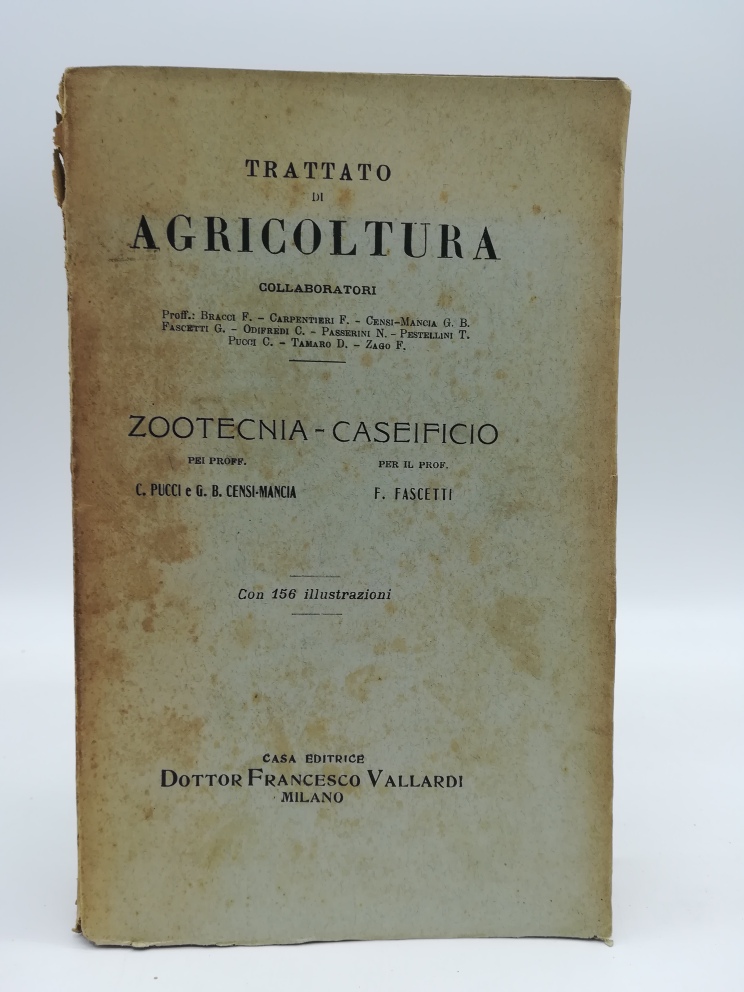 TRATTATO
DI
AGRICOLTURA
COLLABORATORI
Proff.: BRACCI F. – CARPENTIERI F. – CENSI-MANCIA G. B.
FASCETTI G. – ODIFREDI C. – PASSERINI N. – PESTELLINI T.
PUCCI C. – TAMARO D. – ZAGO F.
ZOOTECNIA – CASEIFICIO
PEI PROFF. PER IL PROF.
C. PUCCI e G. B. CENSI-MANCIA F. FASCETTI
Con 156 illustrazioni
CASA EDITRICE
DOTTOR FRANCESCO VALLARDI
MILANO